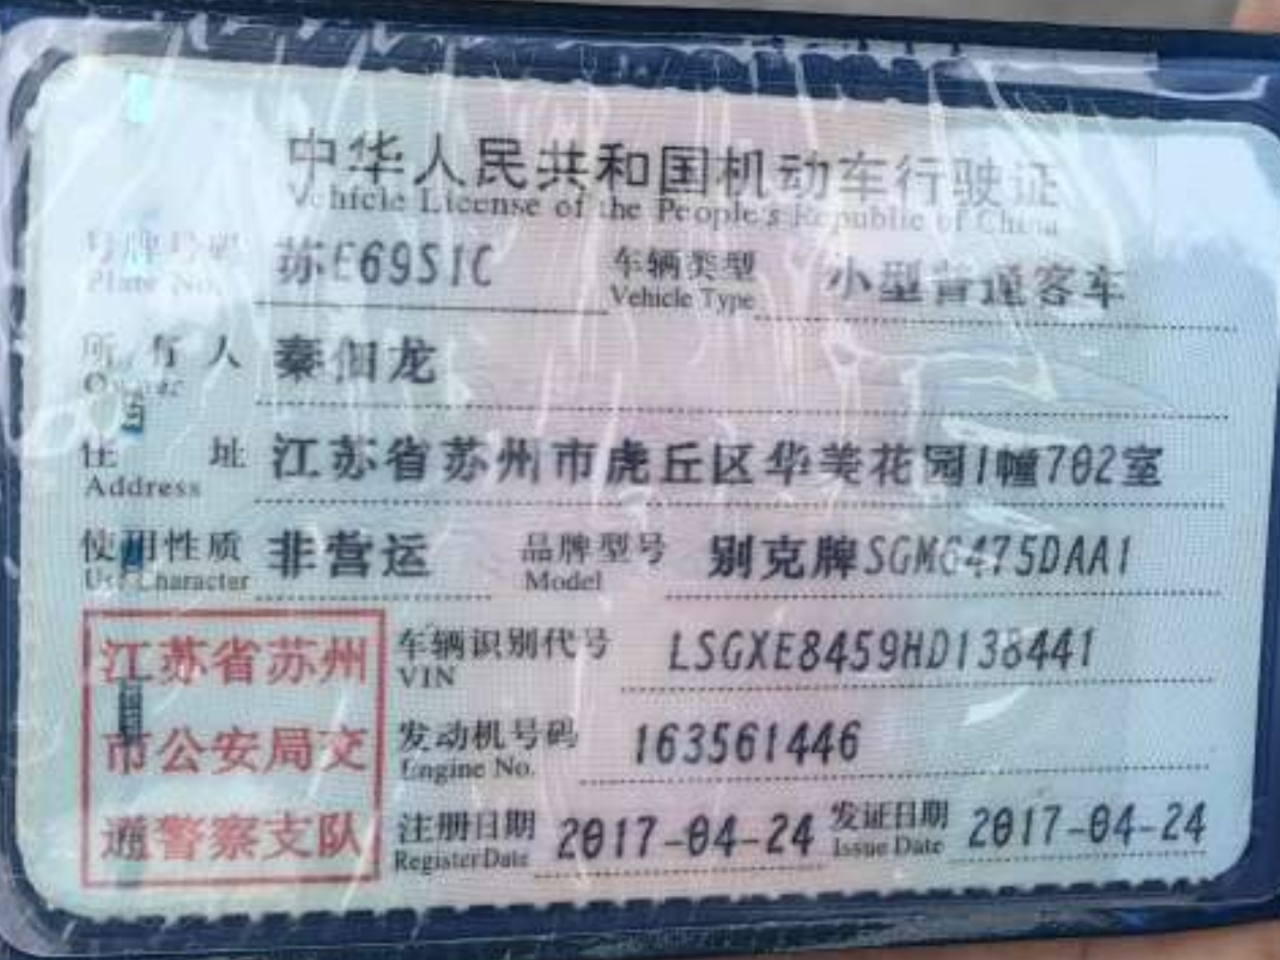 中华人民共和国机动车行驶证
Vehicle License of the People's Republic of China
号牌号码 苏E6951C 车辆类型 小型普通客车
Plate No. Vehicle Type
所有人 秦佃龙
Owner
住址 江苏省苏州市虎丘区华美花园1幢702室
Address
使用性质 非营运 品牌型号 别克牌SGM6475DAA1
Use Character Model
江苏省苏州
市公安局交
通警察支队
车辆识别代号 LSGXE8459HD138441
VIN
发动机号码 163561446
Engine No.
注册日期 2017-04-24 发证日期 2017-04-24
Register Date Issue Date